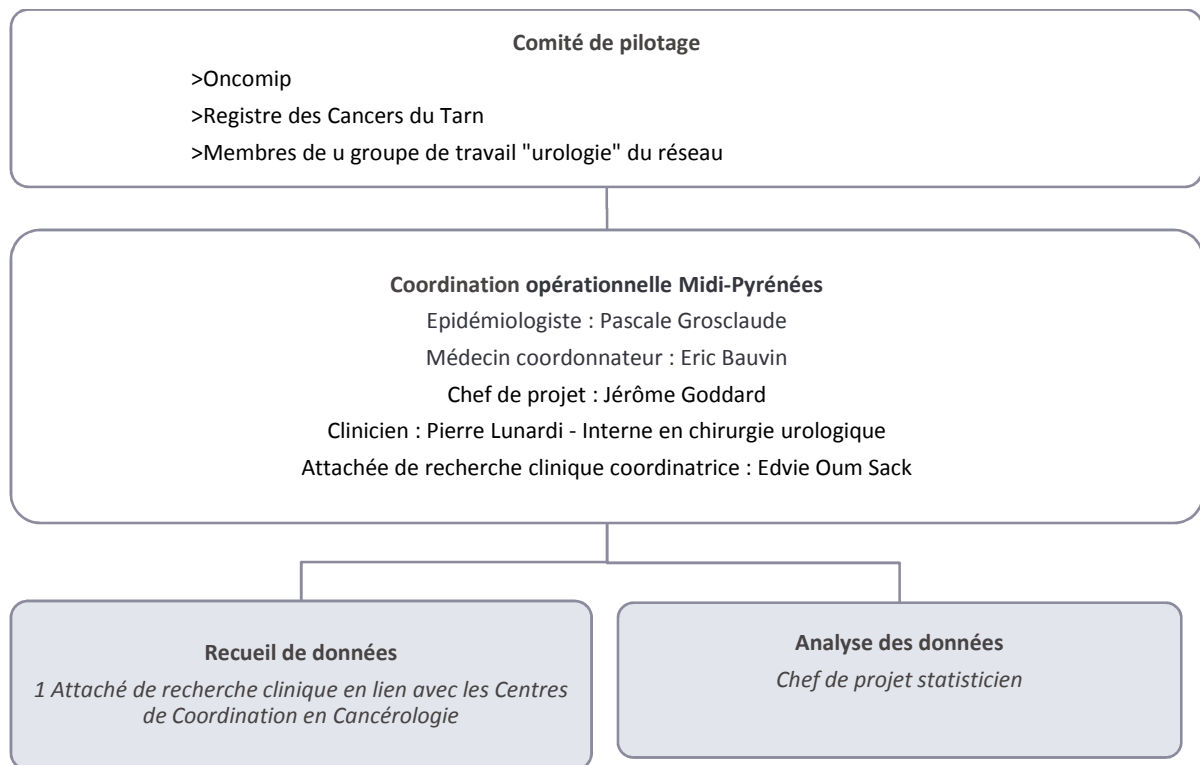 Comité de pilotage
>Oncomip
>Registre des Cancers du Tarn
>Membres de u groupe de travail "urologie" du réseau
Coordination opérationnelle Midi-Pyrénées
Epidémiologiste : Pascale Grosclaude
Médecin coordonnateur : Eric Bauvin
Chef de projet : Jérôme Goddard
Clinicien : Pierre Lunardi - Interne en chirurgie urologique
Attachée de recherche clinique coordinatrice : Edvie Oum Sack
Recueil de données
1 Attaché de recherche clinique en lien avec les Centres
de Coordination en Cancérologie
Analyse des données
Chef de projet statisticien